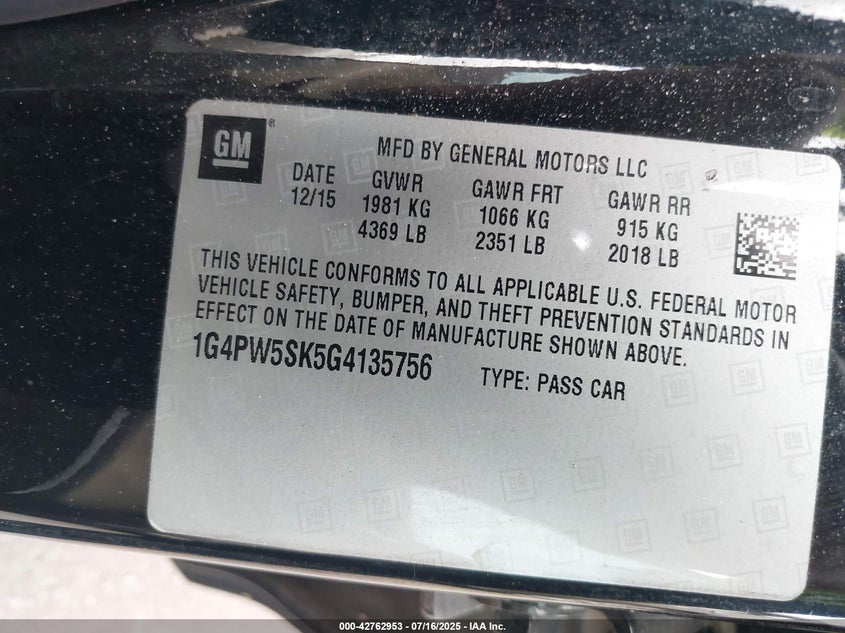 GM®
MFD BY GENERAL MOTORS LLC
DATE GVWR GAWR FRT GAWR RR
12/15 1981 KG 1066 KG 915 KG
4369 LB 2351 LB 2018 LB
THIS VEHICLE CONFORMS TO ALL APPLICABLE U.S. FEDERAL MOTOR
VEHICLE SAFETY, BUMPER, AND THEFT PREVENTION STANDARDS IN
EFFECT ON THE DATE OF MANUFACTURE SHOWN ABOVE.
1G4PW5SK5G4135756 TYPE: PASS CAR
000-42762953 - 07/16/2025 - IAA Inc.